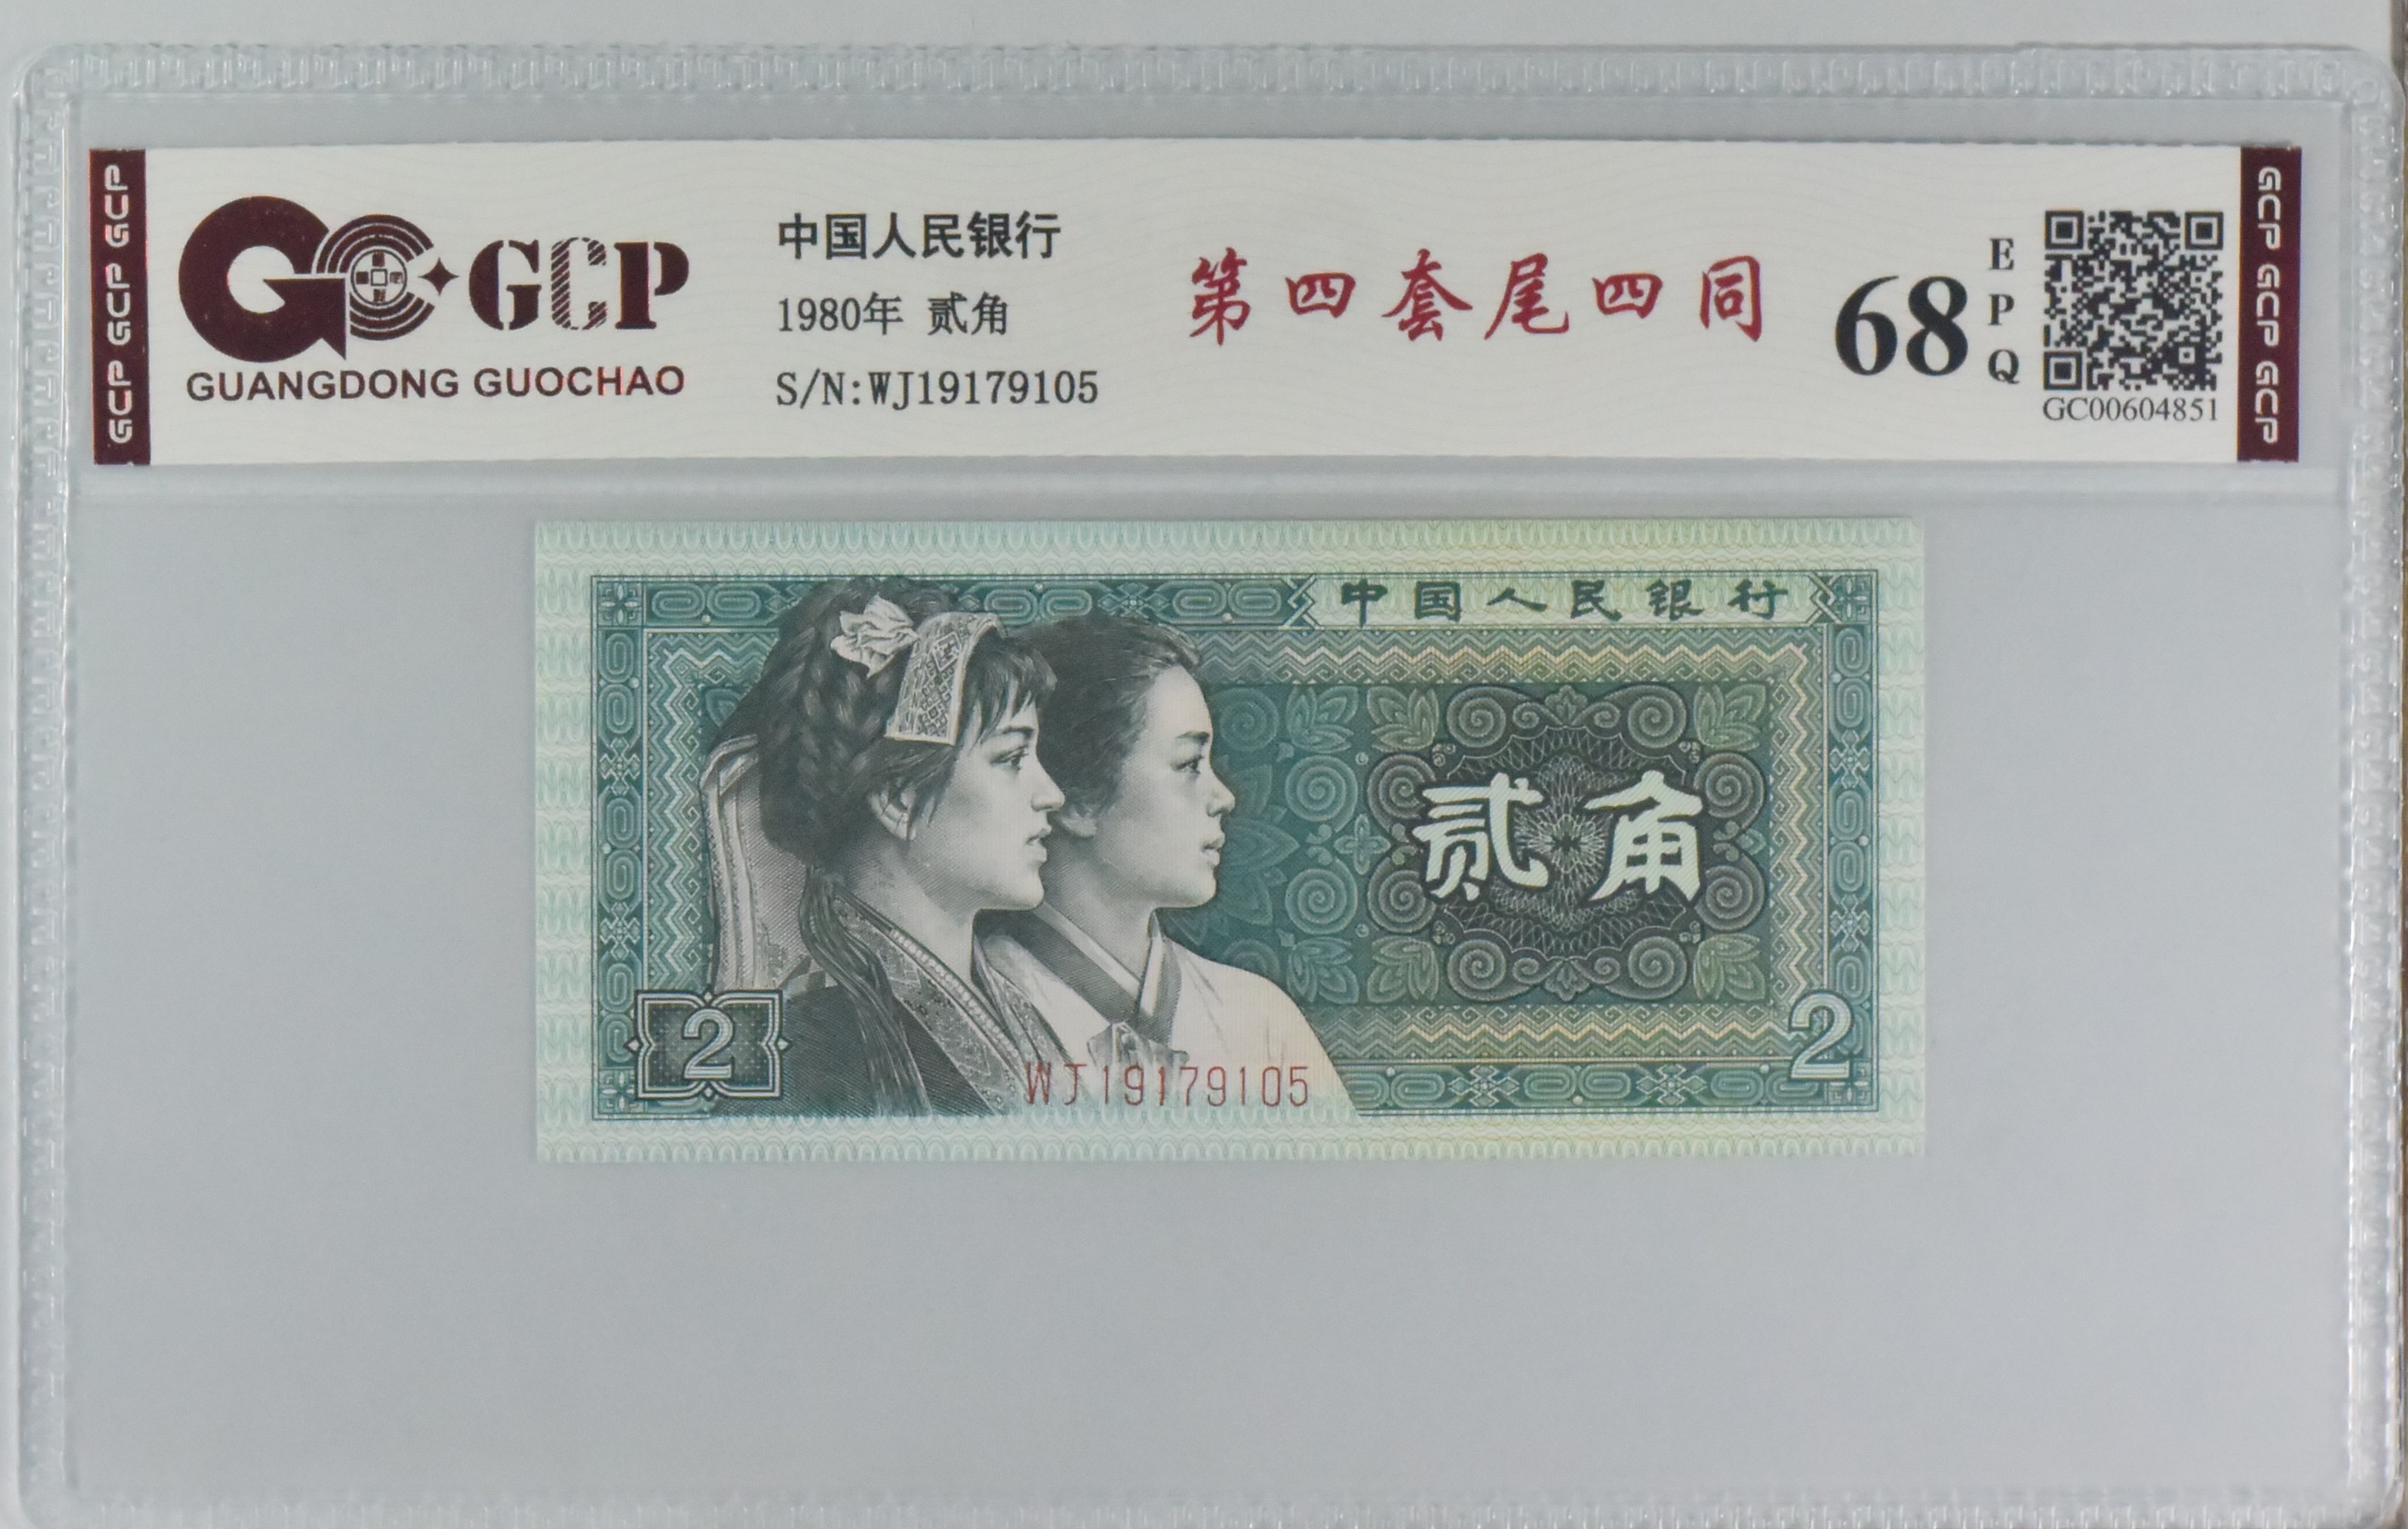 GCP GCP GCP
GCP
GUANGDONG GUOCHAO
中国人民银行
1980年 贰角
S/N:WJ19179105
第四套尾四同
68
EPQ
GC00604851
GCP GCP GCP
中国人民银行
贰角
2
WJ19179105
2